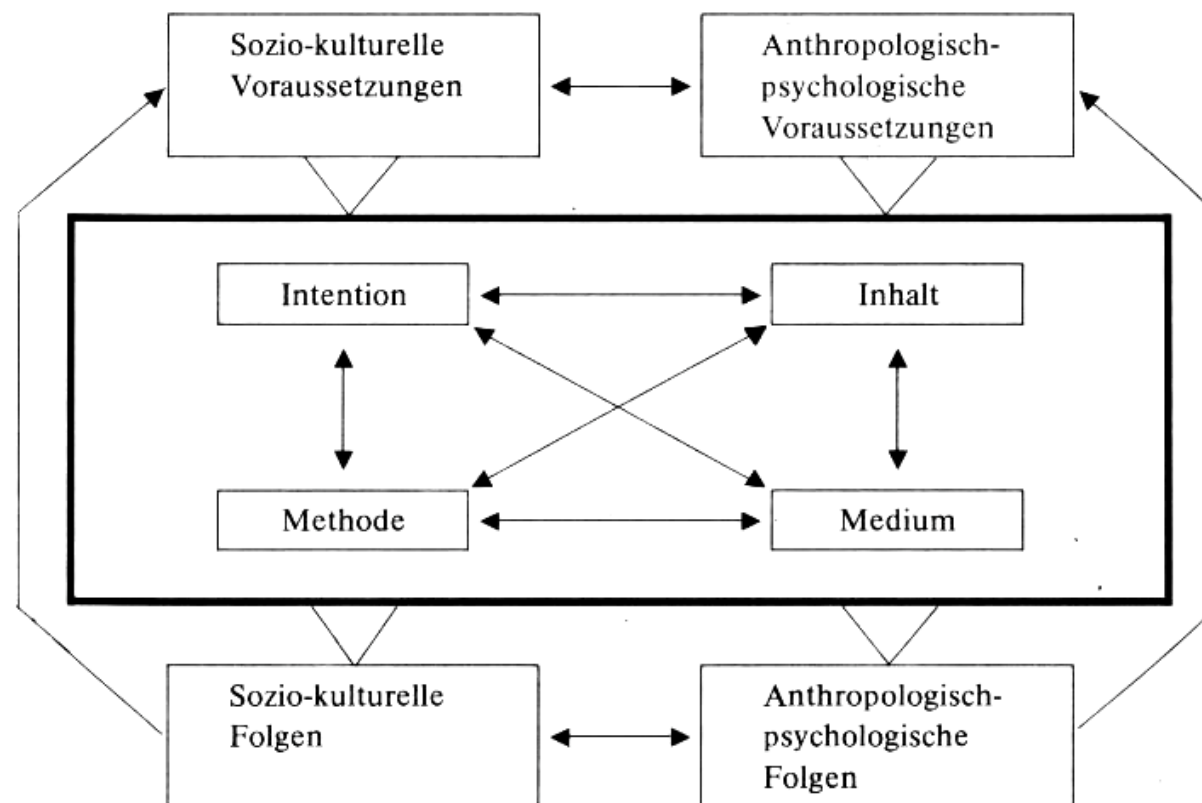 Sozio-kulturelle
Voraussetzungen
Anthropologisch-
psychologische
Voraussetzungen
Intention
Inhalt
Methode
Medium
Sozio-kulturelle
Folgen
Anthropologisch-
psychologische
Folgen